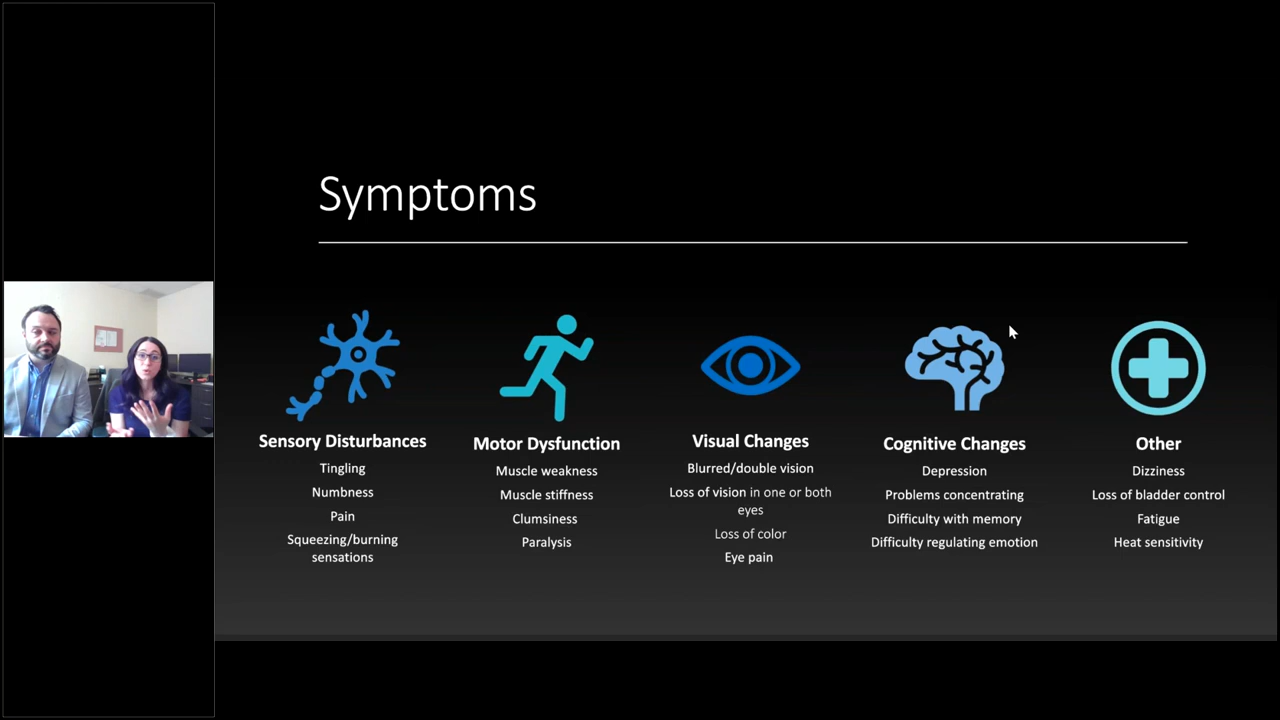 Symptoms
Sensory Disturbances
Tingling
Numbness
Pain
Squeezing/burning
sensations
Motor Dysfunction
Muscle weakness
Muscle stiffness
Clumsiness
Paralysis
Visual Changes
Blurred/double vision
Loss of vision in one or both
eyes
Loss of color
Eye pain
Cognitive Changes
Depression
Problems concentrating
Difficulty with memory
Difficulty regulating emotion
Other
Dizziness
Loss of bladder control
Fatigue
Heat sensitivity